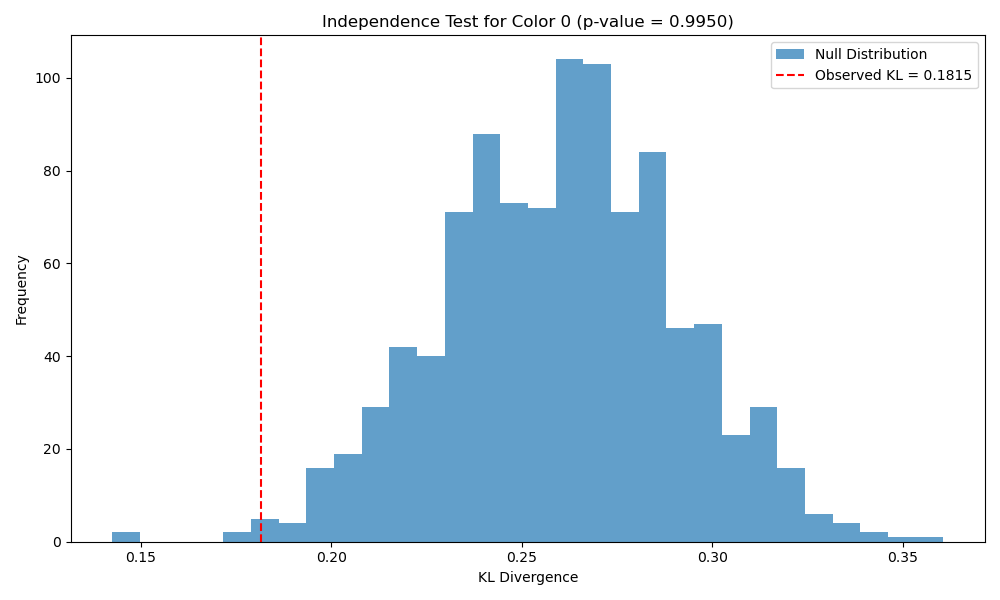 Independence Test for Color 0 (p-value = 0.9950)
Null Distribution
Observed KL = 0.1815
100
80
60
40
20
0
Frequency
0.15 0.20 0.25 0.30 0.35
KL Divergence